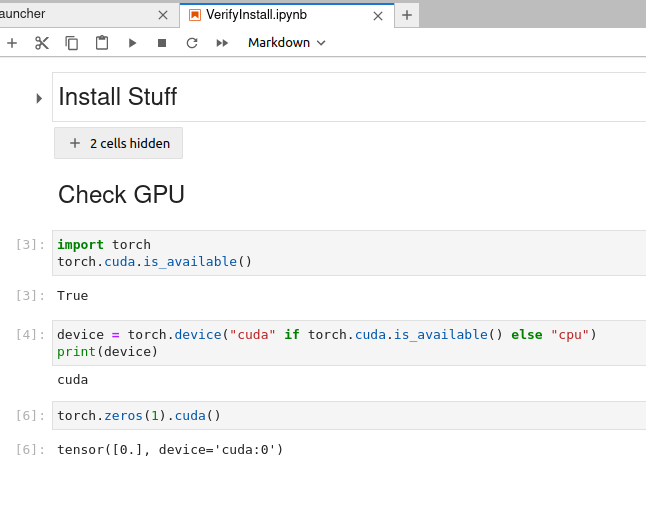 auncher
VerifyInstall.ipynb
Markdown
Install Stuff
2 cells hidden
Check GPU
[3]: import torch
torch.cuda.is_available()
[3]: True
[4]: device = torch.device("cuda" if torch.cuda.is_available() else "cpu")
print(device)
cuda
[6]: torch.zeros(1).cuda()
[6]: tensor([0.], device='cuda:0')